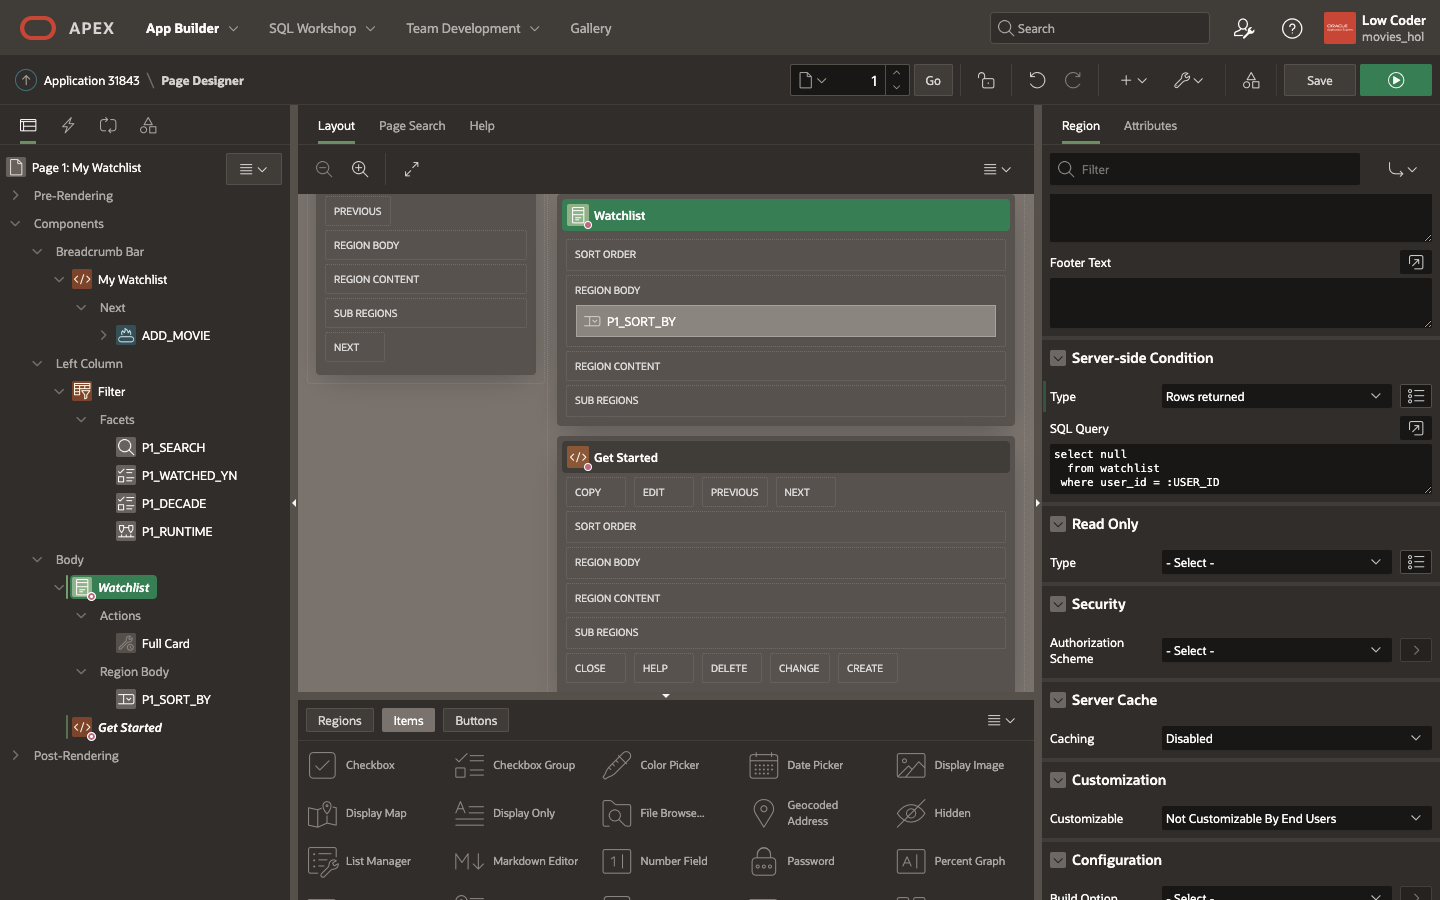 APEX
App Builder
SQL Workshop
Team Development
Gallery
Search
ORACLE
Low Coder
movies_hol
Application 31843 \ Page Designer
1
Go
Save
Page 1: My Watchlist
Pre-Rendering
Components
Breadcrumb Bar
My Watchlist
Next
ADD_MOVIE
Left Column
Filter
Facets
P1_SEARCH
P1_WATCHED_YN
P1_DECADE
P1_RUNTIME
Body
Watchlist
Actions
Full Card
Region Body
P1_SORT_BY
Get Started
Post-Rendering
Layout
Page Search
Help
PREVIOUS
REGION BODY
REGION CONTENT
SUB REGIONS
NEXT
Watchlist
SORT ORDER
REGION BODY
P1_SORT_BY
REGION CONTENT
SUB REGIONS
Get Started
COPY
EDIT
PREVIOUS
NEXT
SORT ORDER
REGION BODY
REGION CONTENT
SUB REGIONS
CLOSE
HELP
DELETE
CHANGE
CREATE
Regions
Items
Buttons
Checkbox
Checkbox Group
Color Picker
Date Picker
Display Image
Display Map
Display Only
File Browse...
Geocoded
Address
Hidden
List Manager
Markdown Editor
Number Field
Password
Percent Graph
Region
Attributes
Filter
Footer Text
Server-side Condition
Type
Rows returned
SQL Query
select null
from watchlist
where user_id = :USER_ID
Read Only
Type
- Select -
Security
Authorization
Scheme
- Select -
Server Cache
Caching
Disabled
Customization
Customizable
Not Customizable By End Users
Configuration
Build Option
- Select -